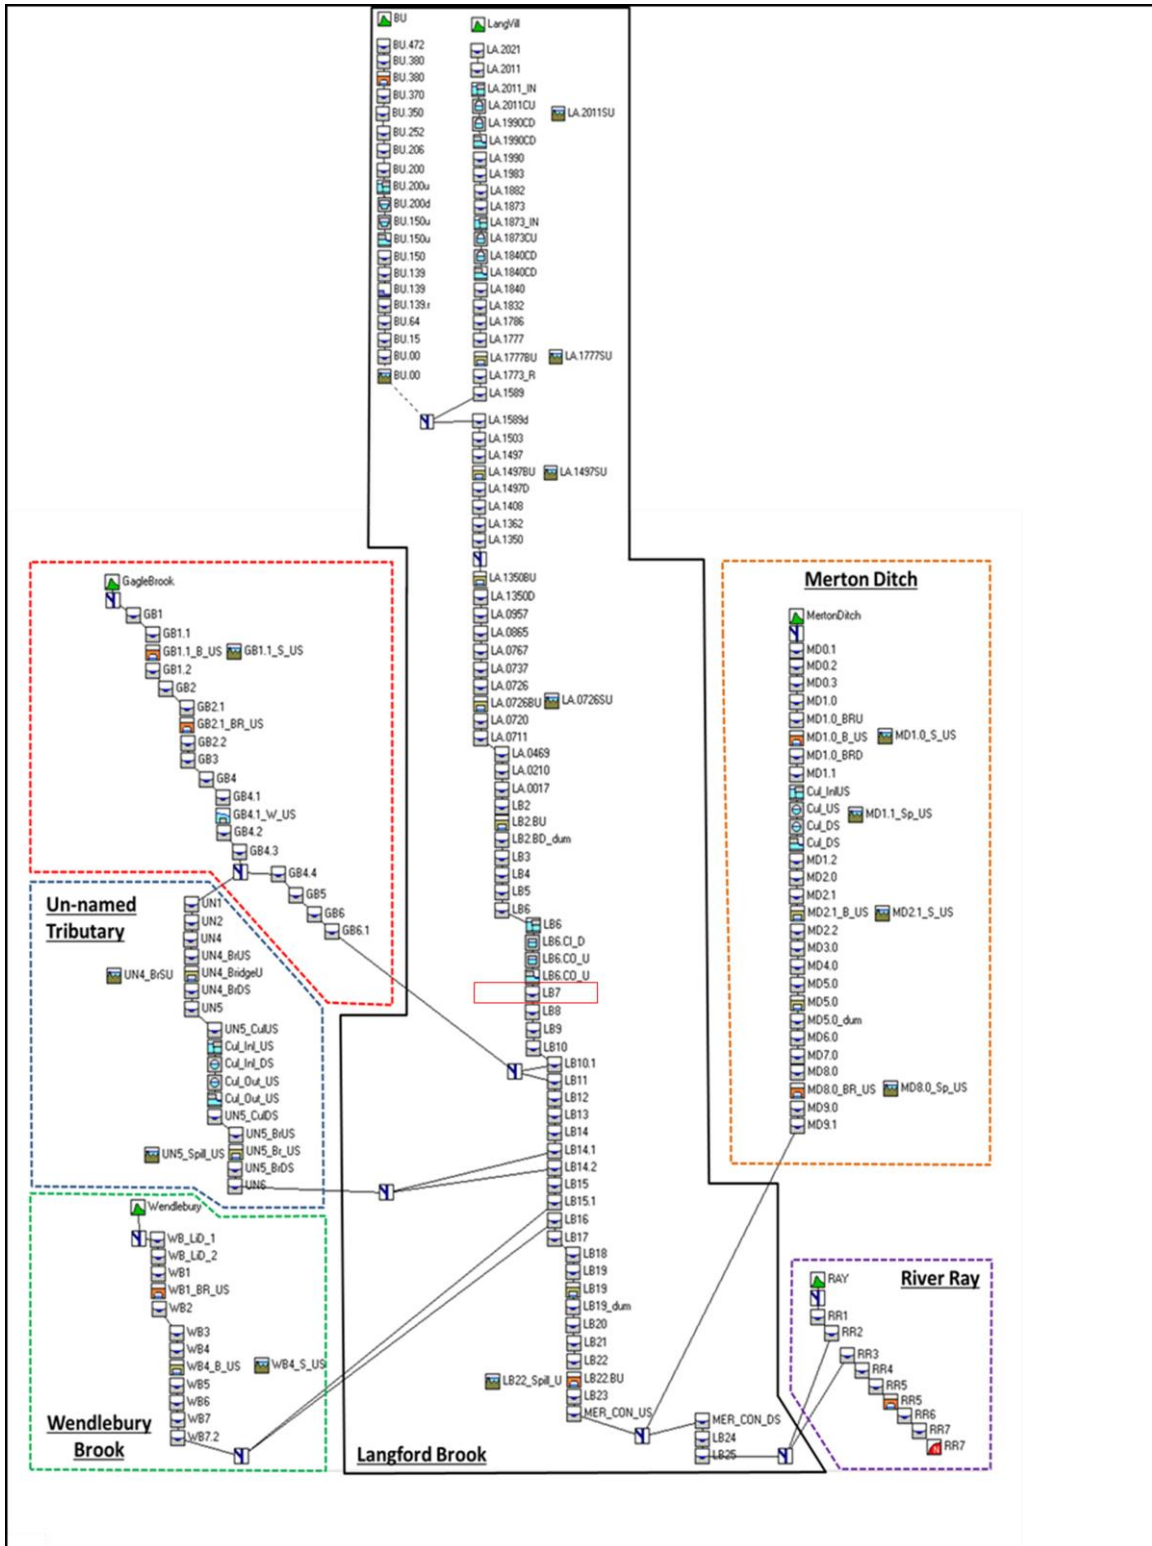 BU
BU.472
BU.380
BU.380
BU.370
BU.350
BU.252
BU.206
BU.200
BU.200u
BU.200d
BU.150u
BU.150u
BU.150
BU.139
BU.139
BU.139.r
BU.64
BU.15
BU.00
BU.00
LangVill
LA.2021
LA.2011
LA.2011_IN
LA.2011CU
LA.2011SU
LA.1990CD
LA.1990CD
LA.1990
LA.1983
LA.1882
LA.1873
LA.1873_IN
LA.1873CU
LA.1840CD
LA.1840CD
LA.1840
LA.1832
LA.1786
LA.1777
LA.1777BU
LA.1777SU
LA.1773_R
LA.1589
LA.1589d
LA.1503
LA.1497
LA.1497BU
LA.1497SU
LA.1497D
LA.1408
LA.1362
LA.1350
LA.1350BU
LA.1350D
LA.0957
LA.0865
LA.0767
LA.0737
LA.0726
LA.0726BU
LA.0726SU
LA.0720
LA.0711
LA.0469
LA.0210
LA.0017
LB2
LB2.BU
LB2.BD_dum
LB3
LB4
LB5
LB6
LB6
LB6.CI_D
LB6.CO_U
LB6.CO_U
LB7
LB8
LB9
LB10
LB10.1
LB11
LB12
LB13
LB14
LB14.1
LB14.2
LB15
LB15.1
LB16
LB17
LB18
LB19
LB19
LB19_dum
LB20
LB21
LB22
LB22_Spill_U
LB22.BU
LB23
MER_CON_US
MER_CON_DS
LB24
LB25
Langford Brook
GagleBrook
GB1
GB1.1
GB1.1_B_US
GB1.1_S_US
GB1.2
GB2
GB2.1
GB2.1_BR_US
GB2.2
GB3
GB4
GB4.1
GB4.1_W_US
GB4.2
GB4.3
GB4.4
GB5
GB6
GB6.1
Un-named
Tributary
UN1
UN2
UN4
UN4_BrUS
UN4_BrSU
UN4_BridgeU
UN4_BrDS
UN5
UN5_CulUS
Cul_Inl_US
Cul_Inl_DS
Cul_Out_US
Cul_Out_US
UN5_CulDS
UN5_BrUS
UN5_Spill_US
UN5_Br_US
UN5_BrDS
UN6
Wendlebury
WB_LiD_1
WB_LiD_2
WB1
WB1_BR_US
WB2
WB3
WB4
WB4_B_US
WB4_S_US
WB5
WB6
WB7
WB7.2
Wendlebury
Brook
Merton Ditch
MertonDitch
MD0.1
MD0.2
MD0.3
MD1.0
MD1.0_BRU
MD1.0_B_US
MD1.0_S_US
MD1.0_BRD
MD1.1
Cul_InlUS
Cul_US
MD1.1_Sp_US
Cul_DS
Cul_DS
MD1.2
MD2.0
MD2.1
MD2.1_B_US
MD2.1_S_US
MD2.2
MD3.0
MD4.0
MD5.0
MD5.0
MD5.0_dum
MD6.0
MD7.0
MD8.0
MD8.0_BR_US
MD8.0_Sp_US
MD9.0
MD9.1
River Ray
RAY
RR1
RR2
RR3
RR4
RR5
RR5
RR6
RR7
RR7